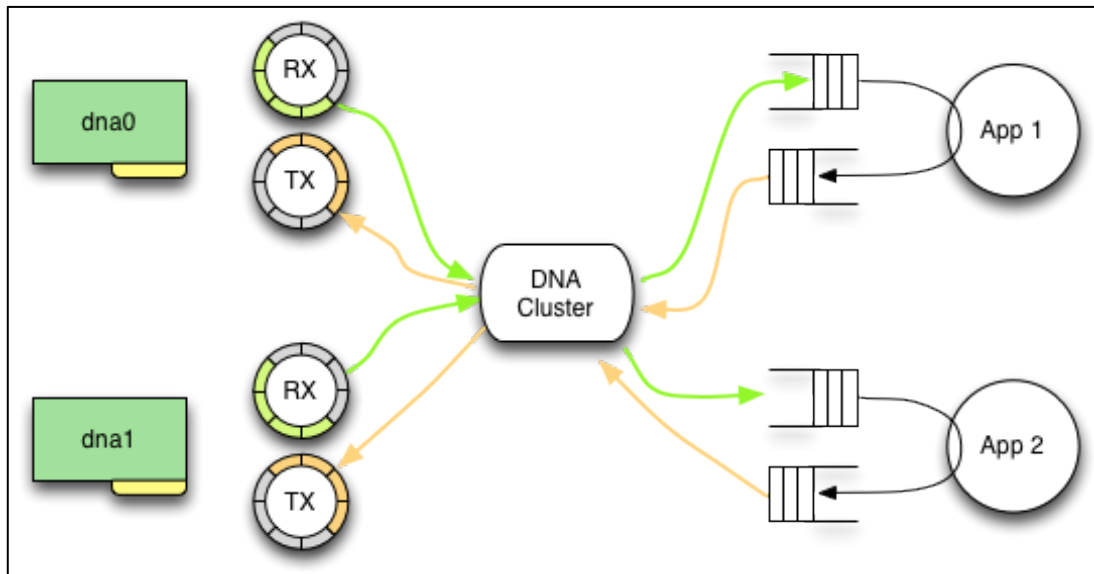 dna0
RX
TX
App 1
DNA
Cluster
dna1
RX
TX
App 2